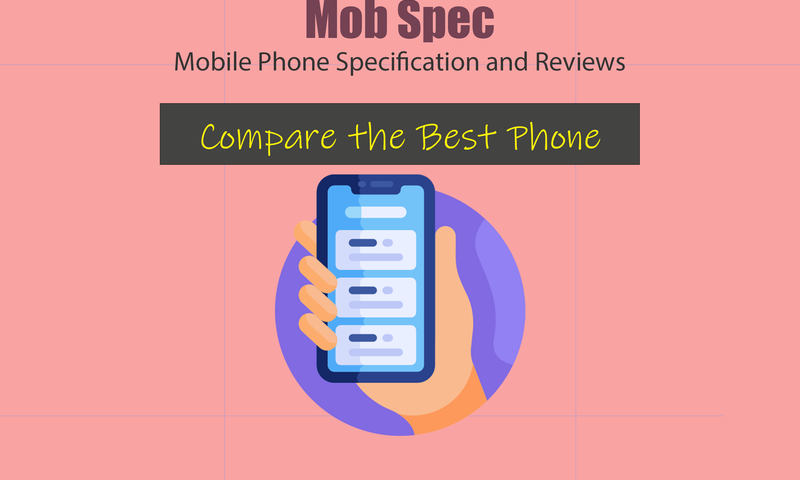 Mob Spec
Mobile Phone Specification and Reviews
Compare the Best Phone